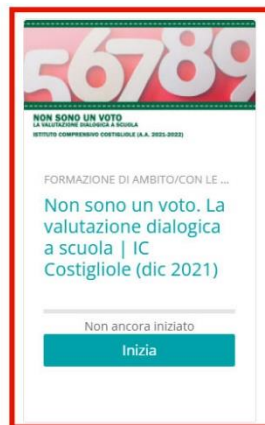 56789
NON SONO UN VOTO
LA VALUTAZIONE DIALOGICA A SCUOLA
ISTITUTO COMPRENSIVO COSTIGLIOLE (A.A. 2021-2022)
FORMAZIONE DI AMBITO/CON LE ...
Non sono un voto. La
valutazione dialogica
a scuola | IC
Costigliole (dic 2021)
Non ancora iniziato
Inizia